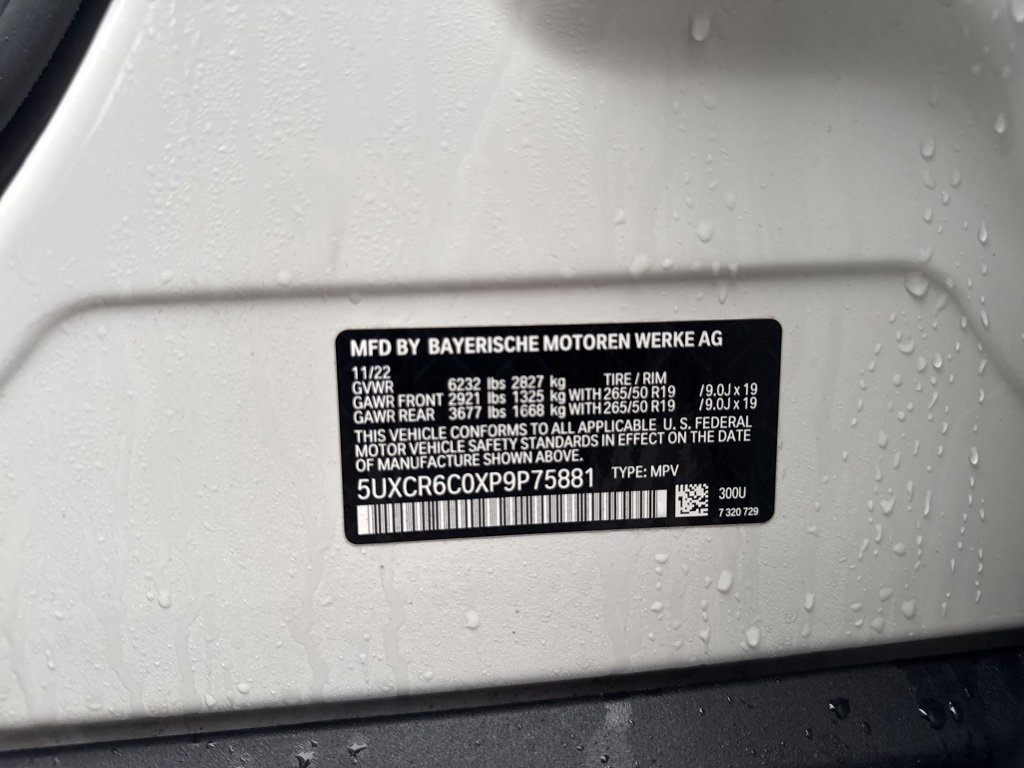 MFD BY BAYERISCHE MOTOREN WERKE AG
11/22
GVWR 6232 lbs 2827 kg TIRE / RIM
GAWR FRONT 2921 lbs 1325 kg WITH 265/50 R19 /9.0J x 19
GAWR REAR 3677 lbs 1668 kg WITH 265/50 R19 /9.0J x 19
THIS VEHICLE CONFORMS TO ALL APPLICABLE U. S. FEDERAL
MOTOR VEHICLE SAFETY STANDARDS IN EFFECT ON THE DATE
OF MANUFACTURE SHOWN ABOVE.
5UXCR6C0XP9P75881 TYPE: MPV
300U
7 320 729